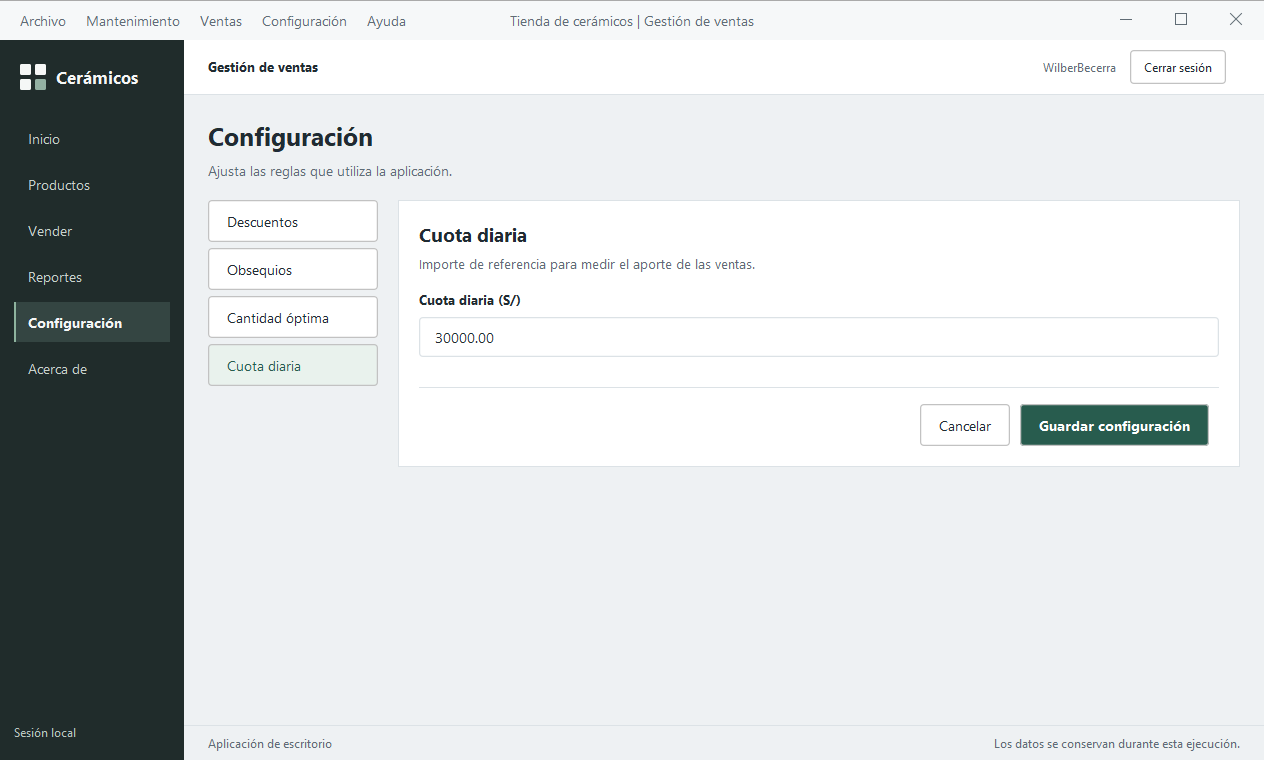 Archivo Mantenimiento Ventas Configuración Ayuda Tienda de cerámicos | Gestión de ventas
Cerámicos
Inicio
Productos
Vender
Reportes
Configuración
Acerca de
Sesión local
Gestión de ventas WilberBecerra Cerrar sesión
Configuración
Ajusta las reglas que utiliza la aplicación.
Descuentos
Obsequios
Cantidad óptima
Cuota diaria
Cuota diaria
Importe de referencia para medir el aporte de las ventas.
Cuota diaria (S/)
30000.00
Cancelar Guardar configuración
Aplicación de escritorio Los datos se conservan durante esta ejecución.